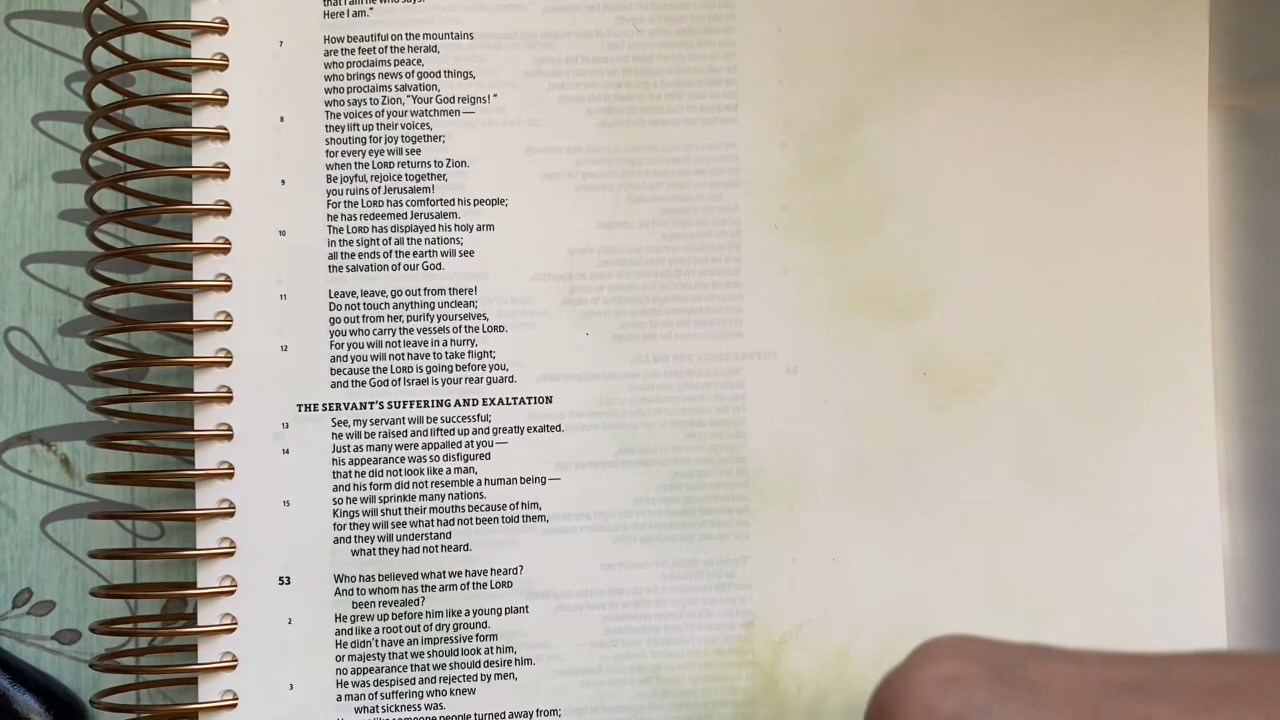 that I am he who says:
Here I am."
7 How beautiful on the mountains
are the feet of the herald,
who proclaims peace,
who brings news of good things,
who proclaims salvation,
who says to Zion, "Your God reigns! "
8 The voices of your watchmen —
they lift up their voices,
shouting for joy together;
for every eye will see
when the LORD returns to Zion.
9 Be joyful, rejoice together,
you ruins of Jerusalem!
For the LORD has comforted his people;
he has redeemed Jerusalem.
10 The LORD has displayed his holy arm
in the sight of all the nations;
all the ends of the earth will see
the salvation of our God.
11 Leave, leave, go out from there!
Do not touch anything unclean;
go out from her, purify yourselves,
you who carry the vessels of the LORD.
12 For you will not leave in a hurry,
and you will not have to take flight;
because the LORD is going before you,
and the God of Israel is your rear guard.
THE SERVANT'S SUFFERING AND EXALTATION
13 See, my servant will be successful;
he will be raised and lifted up and greatly exalted.
14 Just as many were appalled at you —
his appearance was so disfigured
that he did not look like a man,
and his form did not resemble a human being —
15 so he will sprinkle many nations.
Kings will shut their mouths because of him,
for they will see what had not been told them,
and they will understand
what they had not heard.
53 Who has believed what we have heard?
And to whom has the arm of the LORD
been revealed?
2 He grew up before him like a young plant
and like a root out of dry ground.
He didn't have an impressive form
or majesty that we should look at him,
no appearance that we should desire him.
3 He was despised and rejected by men,
a man of suffering who knew
what sickness was.
like someone people turned away from;